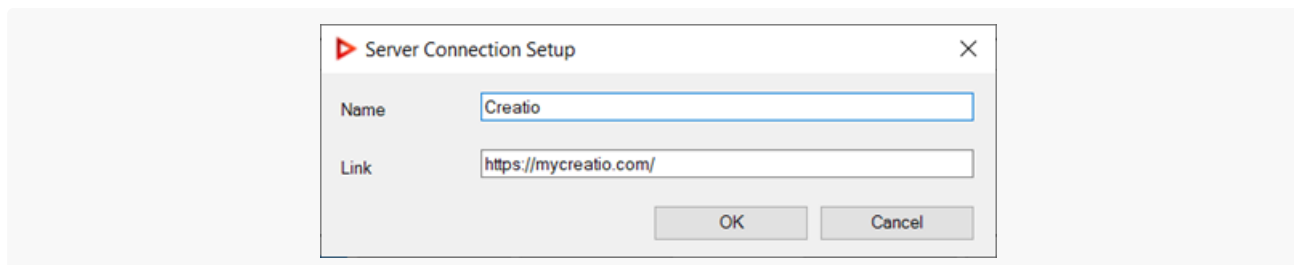 Server Connection Setup
Name Creatio
Link https://mycreatio.com/
OK Cancel